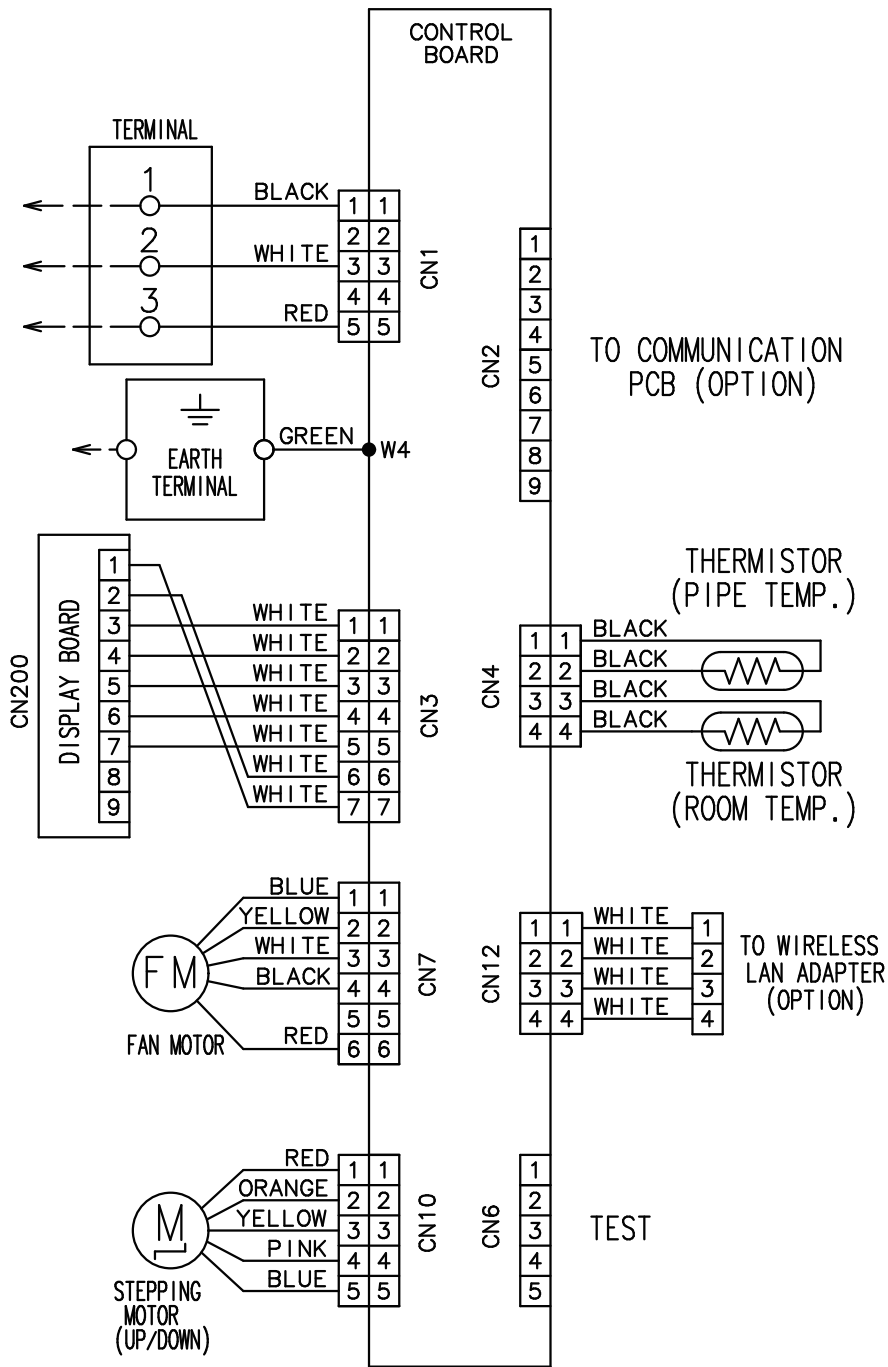 CONTROL
BOARD
TERMINAL
1
2
3
BLACK
WHITE
RED
1 1
2 2
3 3
4 4
5 5
CN1
EARTH
TERMINAL
GREEN
W4
CN2
1
2
3
4
5
6
7
8
9
TO COMMUNICATION
PCB (OPTION)
CN200
DISPLAY BOARD
1
2
3
4
5
6
7
8
9
WHITE
WHITE
WHITE
WHITE
WHITE
WHITE
WHITE
1 1
2 2
3 3
4 4
5 5
6 6
7 7
CN3
CN4
1 1
2 2
3 3
4 4
BLACK
BLACK
BLACK
BLACK
THERMISTOR
(PIPE TEMP.)
THERMISTOR
(ROOM TEMP.)
FM
FAN MOTOR
BLUE
YELLOW
WHITE
BLACK
RED
1 1
2 2
3 3
4 4
5 5
6 6
CN7
CN12
1 1
2 2
3 3
4 4
WHITE
WHITE
WHITE
WHITE
1
2
3
4
TO WIRELESS
LAN ADAPTER
(OPTION)
M
STEPPING
MOTOR
(UP/DOWN)
RED
ORANGE
YELLOW
PINK
BLUE
1 1
2 2
3 3
4 4
5 5
CN10
CN6
1
2
3
4
5
TEST